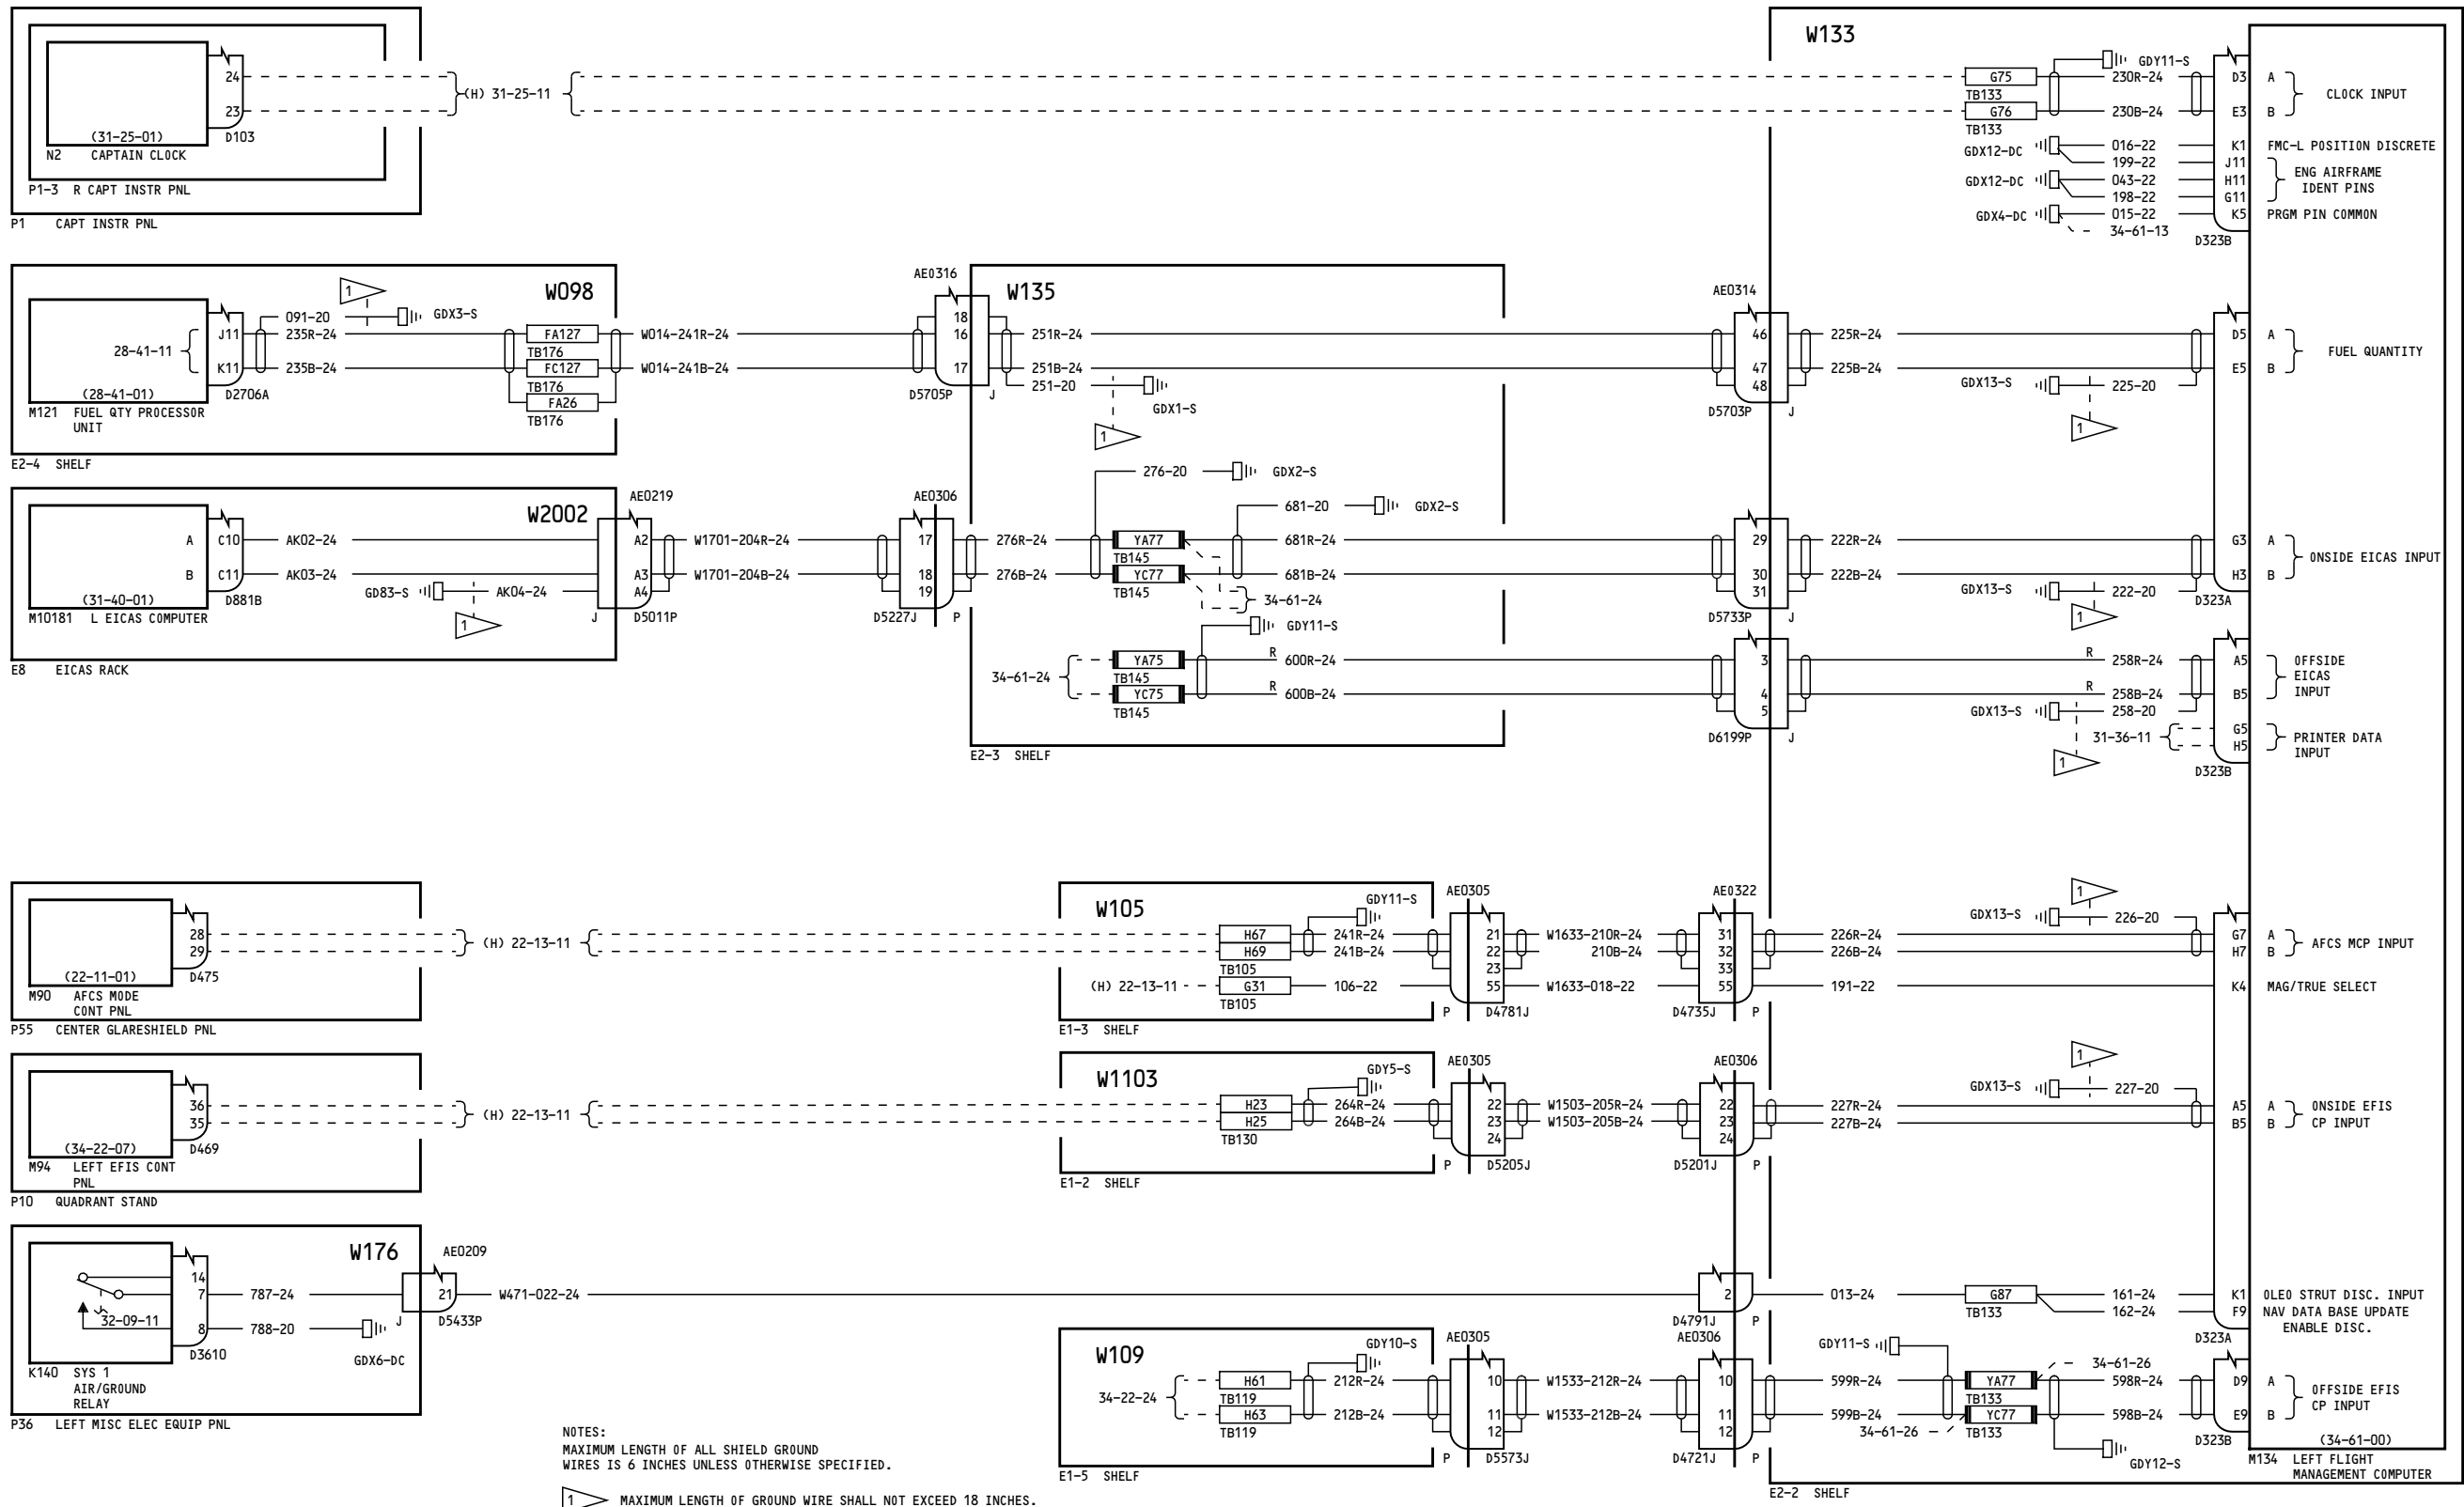 W133
24
23
D103
(31-25-01)
N2 CAPTAIN CLOCK
P1-3 R CAPT INSTR PNL
P1 CAPT INSTR PNL
(H) 31-25-11
G75
TB133
G76
TB133
GDY11-S
230R-24
230B-24
D3 A
E3 B
CLOCK INPUT
GDX12-DC
016-22
K1 FMC-L POSITION DISCRETE
199-22
J11
GDX12-DC
043-22
H11
198-22
G11
ENG AIRFRAME
IDENT PINS
GDX4-DC
015-22
K5 PRGM PIN COMMON
34-61-13
D323B
W098
1
091-20
GDX3-S
28-41-11
J11
235R-24
K11
235B-24
(28-41-01)
D2706A
M121 FUEL QTY PROCESSOR
UNIT
E2-4 SHELF
FA127
TB176
FC127
TB176
FA26
TB176
W014-241R-24
W014-241B-24
AE0316
18
16
17
D5705P J
W135
251R-24
251B-24
251-20
GDX1-S
1
AE0314
46
47
48
D5703P J
225R-24
225B-24
GDX13-S
225-20
1
D5 A
E5 B
FUEL QUANTITY
W2002
A C10
AK02-24
B C11
AK03-24
(31-40-01)
D881B
GD83-S
AK04-24
1
M10181 L EICAS COMPUTER
E8 EICAS RACK
AE0219
A2
A3
A4
J D5011P
W1701-204R-24
W1701-204B-24
AE0306
17
18
19
D5227J P
276R-24
276B-24
276-20
GDX2-S
681-20
GDX2-S
YA77
TB145
YC77
TB145
681R-24
681B-24
34-61-24
GDY11-S
34-61-24
YA75
TB145
YC75
TB145
R 600R-24
R 600B-24
E2-3 SHELF
29
30
31
D5733P J
222R-24
222B-24
GDX13-S
222-20
1
G3 A
H3 B
ONSIDE EICAS INPUT
D323A
3
4
5
D6199P J
R 258R-24
R 258B-24
GDX13-S
258-20
1
A5
B5
OFFSIDE
EICAS
INPUT
31-36-11
G5
H5
PRINTER DATA
INPUT
D323B
28
29
(22-11-01)
D475
M90 AFCS MODE
CONT PNL
P55 CENTER GLARESHIELD PNL
(H) 22-13-11
W105
H67
H69
TB105
GDY11-S
241R-24
241B-24
(H) 22-13-11
G31
TB105
106-22
E1-3 SHELF
AE0305
21
22
23
55
P D4781J
W1633-210R-24
210B-24
W1633-018-22
AE0322
31
32
33
55
D4735J P
226R-24
226B-24
191-22
GDX13-S
226-20
1
G7 A
H7 B
AFCS MCP INPUT
K4 MAG/TRUE SELECT
36
35
(34-22-07)
D469
M94 LEFT EFIS CONT
PNL
P10 QUADRANT STAND
(H) 22-13-11
W1103
H23
H25
TB130
GDY5-S
264R-24
264B-24
E1-2 SHELF
AE0305
22
23
24
P D5205J
W1503-205R-24
W1503-205B-24
AE0306
22
23
24
D5201J P
227R-24
227B-24
GDX13-S
227-20
1
A5 A
B5 B
ONSIDE EFIS
CP INPUT
W176
14
7
8
32-09-11
787-24
788-20
GDX6-DC
D3610
K140 SYS 1
AIR/GROUND
RELAY
P36 LEFT MISC ELEC EQUIP PNL
AE0209
21
J D5433P
W471-022-24
2
D4791J P
013-24
G87
TB133
161-24
162-24
K1 OLEO STRUT DISC. INPUT
F9 NAV DATA BASE UPDATE
ENABLE DISC.
D323A
W109
34-22-24
H61
TB119
H63
TB119
GDY10-S
212R-24
212B-24
E1-5 SHELF
AE0305
10
11
12
P D5573J
W1533-212R-24
W1533-212B-24
AE0306
10
11
12
D4721J P
599R-24
599B-24
GDY11-S
34-61-26
YA77
TB133
YC77
TB133
34-61-26
598R-24
598B-24
GDY12-S
D9 A
E9 B
OFFSIDE EFIS
CP INPUT
D323B
(34-61-00)
M134 LEFT FLIGHT
MANAGEMENT COMPUTER
E2-2 SHELF
NOTES:
MAXIMUM LENGTH OF ALL SHIELD GROUND
WIRES IS 6 INCHES UNLESS OTHERWISE SPECIFIED.
1 MAXIMUM LENGTH OF GROUND WIRE SHALL NOT EXCEED 18 INCHES.